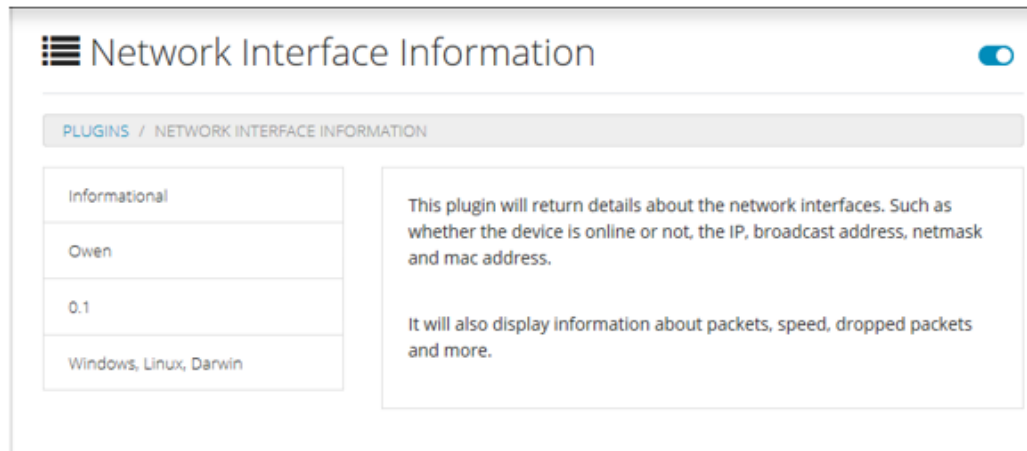 Network Interface Information
PLUGINS / NETWORK INTERFACE INFORMATION
Informational
Owen
0.1
Windows, Linux, Darwin
This plugin will return details about the network interfaces. Such as
whether the device is online or not, the IP, broadcast address, netmask
and mac address.
It will also display information about packets, speed, dropped packets
and more.